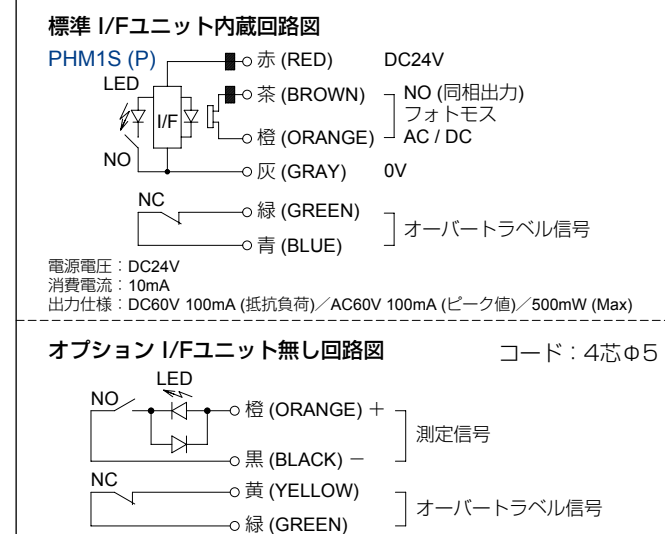 標準 I/Fユニット内蔵回路図
PHM1S (P)
赤 (RED) DC24V
LED
茶 (BROWN) NO (同相出力)
フォトモス
I/F
橙 (ORANGE) AC / DC
NO
灰 (GRAY) 0V
NC
緑 (GREEN)
オーバートラベル信号
青 (BLUE)
電源電圧：DC24V
消費電流：10mA
出力仕様：DC60V 100mA (抵抗負荷)／AC60V 100mA (ピーク値)／500mW (Max)
オプション I/Fユニット無し回路図 コード：4芯Φ5
LED
NO
橙 (ORANGE) ＋
測定信号
黒 (BLACK) －
NC
黄 (YELLOW)
オーバートラベル信号
緑 (GREEN)